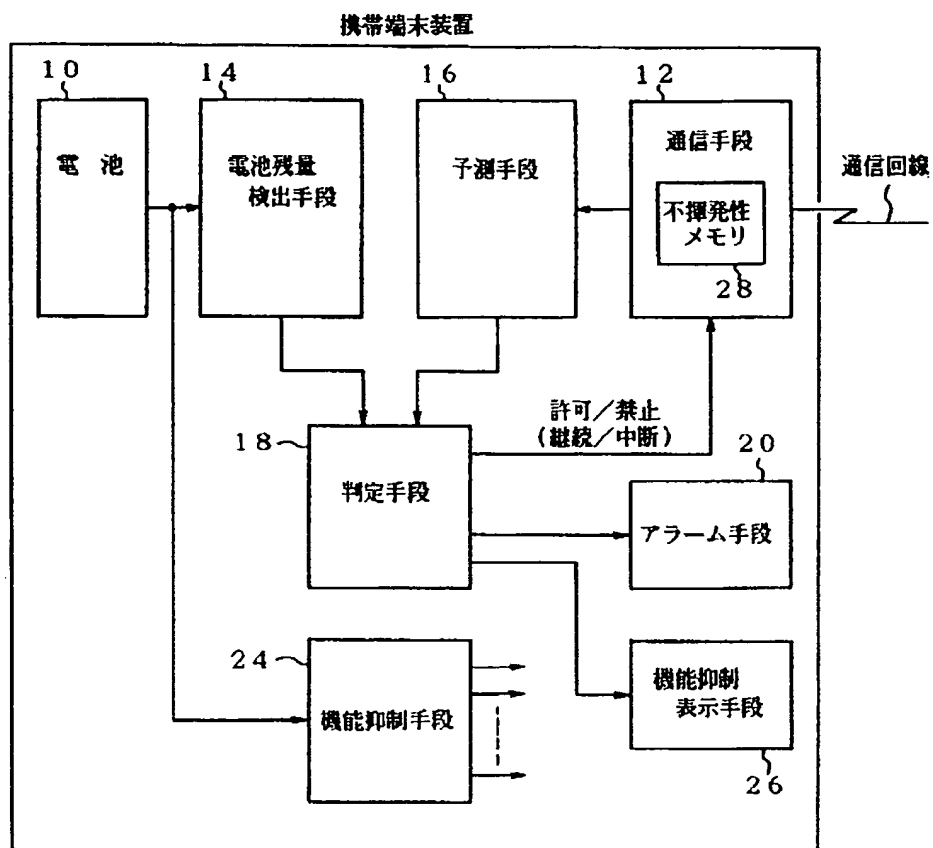 携帯端末装置
10
14
16
12
電 池
電池残量
検出手段
予測手段
通信手段
不揮発性
メモリ
28
通信回線
許可／禁止
(継続／中断)
18
判定手段
20
アラーム手段
24
機能抑制手段
機能抑制
表示手段
26